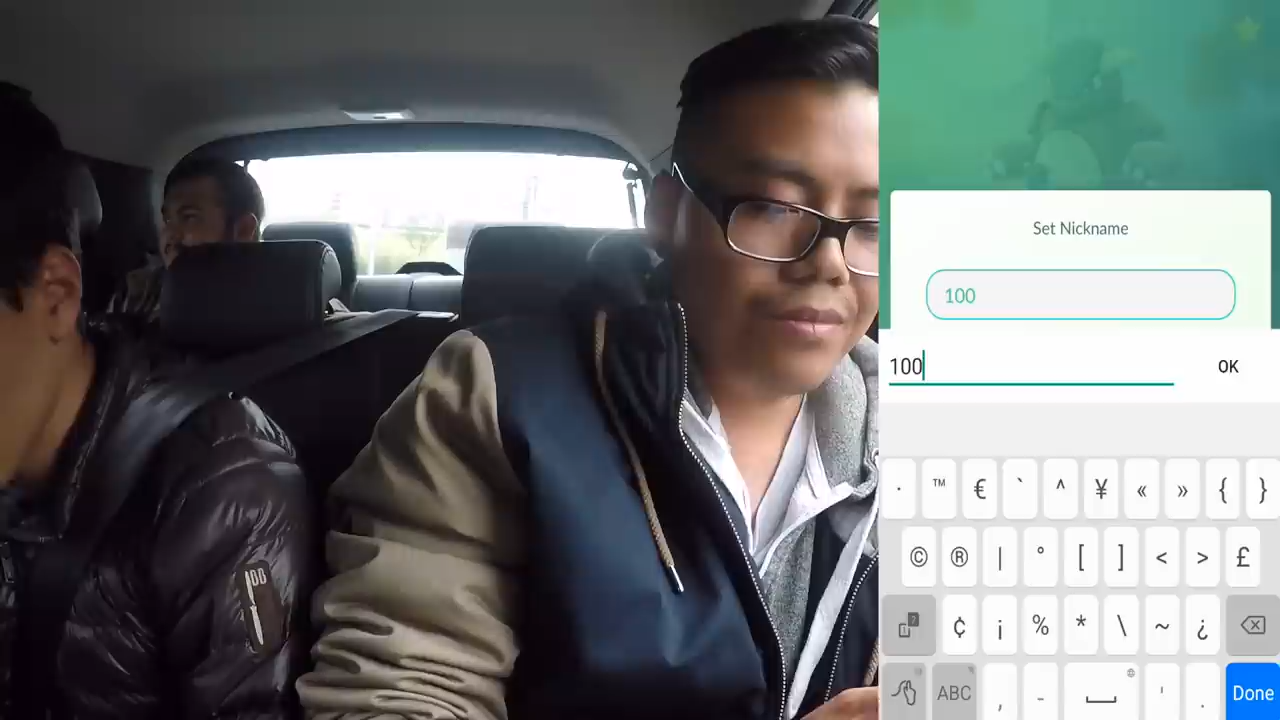 Set Nickname
100
100 OK
· ™ € ` ^ ¥ « » { }
© ® | ° [ ] < > £
¢ ¡ % * \ ~ ¿
ABC , - ' . Done